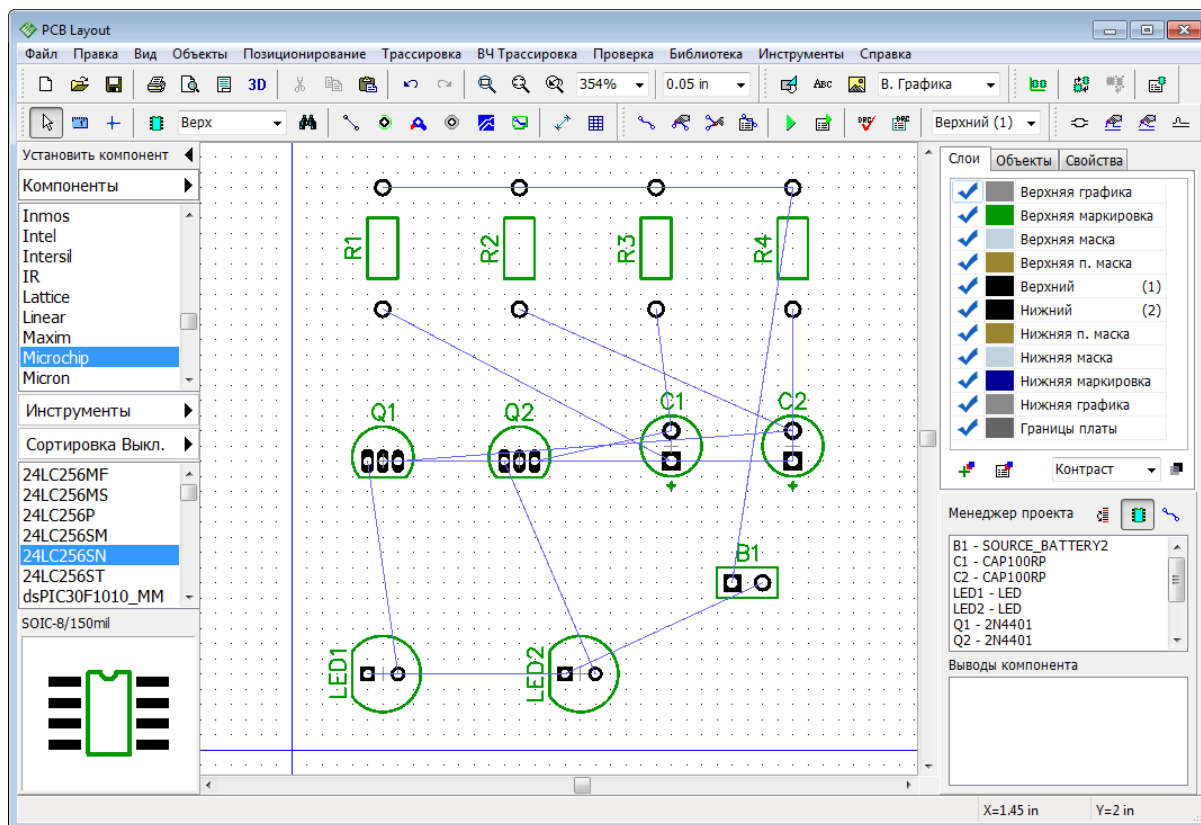 PCB Layout
Файл Правка Вид Объекты Позиционирование Трассировка ВЧ Трассировка Проверка Библиотека Инструменты Справка
3D 354% 0.05 in ABC В. Графика
Верх DRC DRC Верхний (1)
Установить компонент
Компоненты
Inmos
Intel
Intersil
IR
Lattice
Linear
Maxim
Microchip
Micron
Инструменты
Сортировка Выкл.
24LC256MF
24LC256MS
24LC256P
24LC256SM
24LC256SN
24LC256ST
dsPIC30F1010_MM
SOIC-8/150mil
R1 R2 R3 R4
Q1 Q2 C1 C2
+ +
B1
LED1 LED2
Слои Объекты Свойства
Верхняя графика
Верхняя маркировка
Верхняя маска
Верхняя п. маска
Верхний (1)
Нижний (2)
Нижняя п. маска
Нижняя маска
Нижняя маркировка
Нижняя графика
Границы платы
Контраст
Менеджер проекта
B1 - SOURCE_BATTERY2
C1 - CAP100RP
C2 - CAP100RP
LED1 - LED
LED2 - LED
Q1 - 2N4401
Q2 - 2N4401
Выводы компонента
X=1.45 in Y=2 in